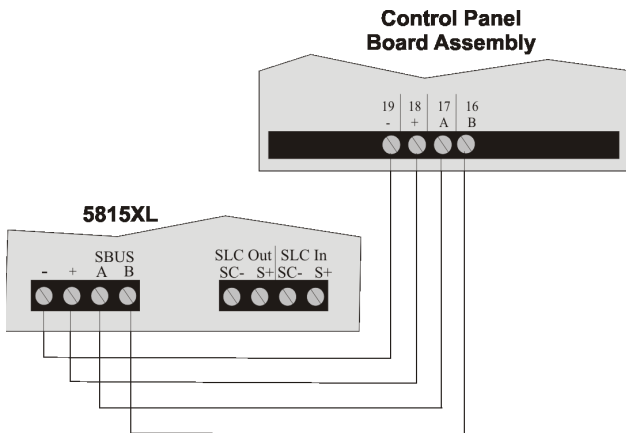 Control Panel
Board Assembly
19 18 17 16
- + A B
5815XL
SBUS
- + A B
SLC Out SLC In
SC- S+ SC- S+